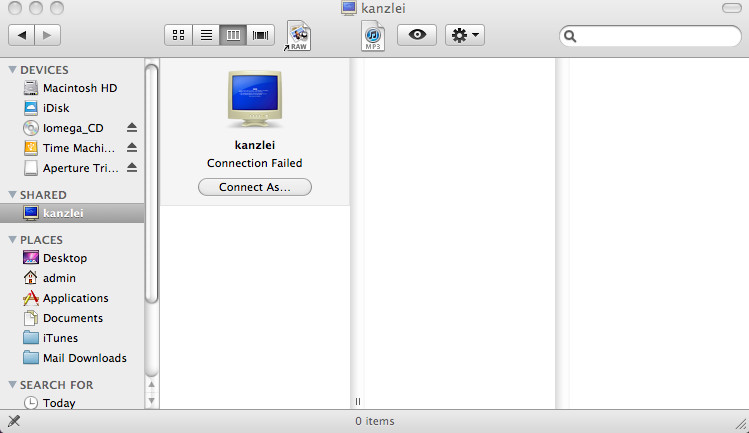 kanzlei
RAW
MP3
DEVICES
Macintosh HD
iDisk
Iomega_CD
Time Machi...
Aperture Tri...
SHARED
kanzlei
PLACES
Desktop
admin
Applications
Documents
iTunes
Mail Downloads
SEARCH FOR
Today
kanzlei
Connection Failed
Connect As...
0 items